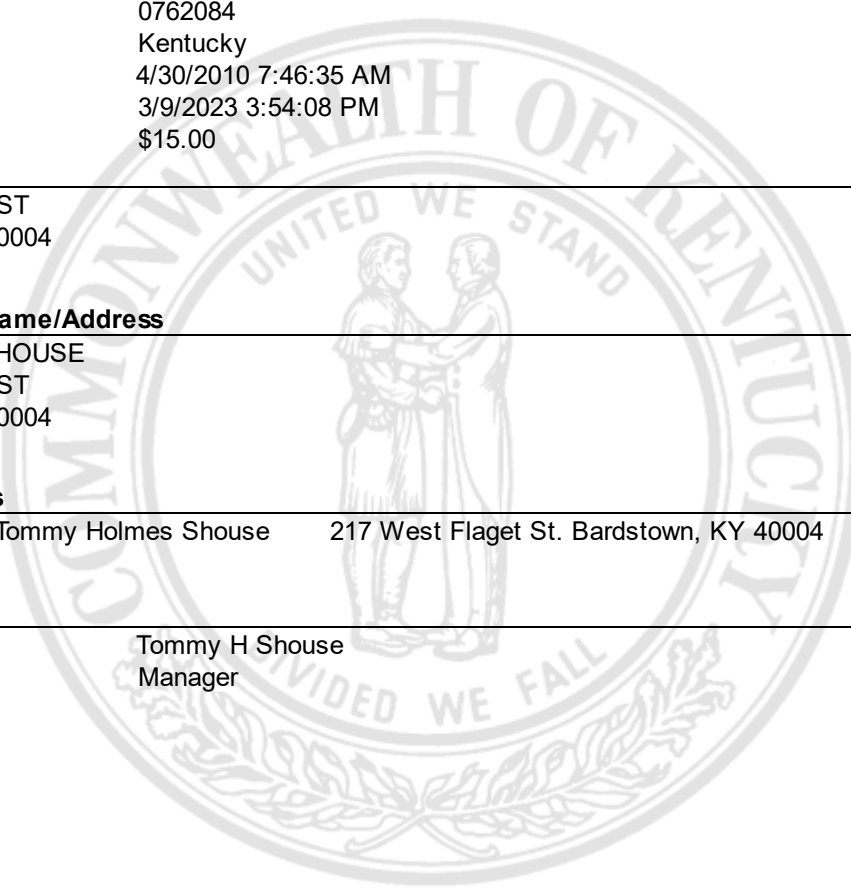 0762084
Kentucky
4/30/2010 7:46:35 AM
3/9/2023 3:54:08 PM
$15.00
ST
0004
ame/Address
HOUSE
ST
0004
s
Tommy Holmes Shouse 217 West Flaget St. Bardstown, KY 40004
Tommy H Shouse
Manager
COMMONWEALTH OF KENTUCKY
UNITED WE STAND
DIVIDED WE FALL